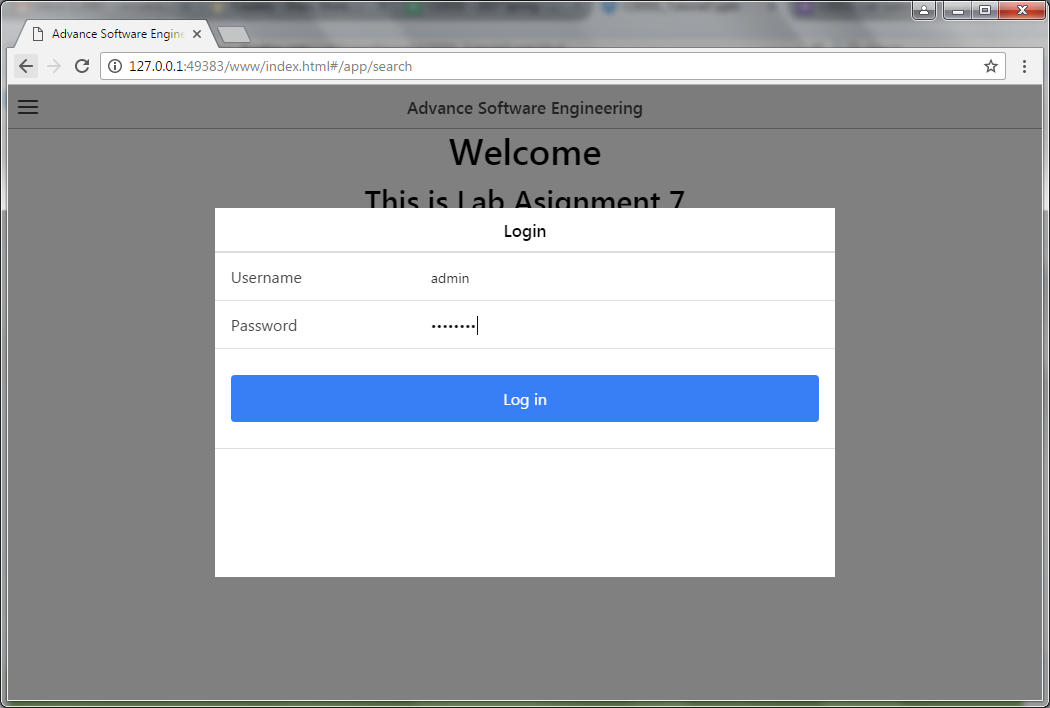 Advance Software Engine
127.0.0.1:49383/www/index.html#/app/search
Advance Software Engineering
Welcome
This is Lab Asignment 7
Login
Username admin
Password ••••••••
Log in